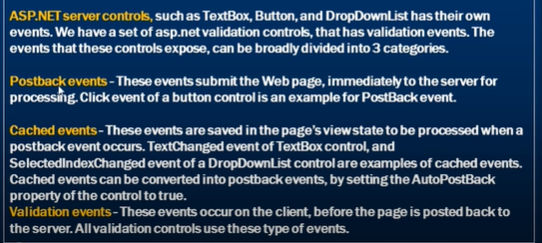 ASP.NET server controls, such as TextBox, Button, and DropDownList has their own
events. We have a set of asp.net validation controls, that has validation events. The
events that these controls expose, can be broadly divided into 3 categories.
Postback events - These events submit the Web page, immediately to the server for
processing. Click event of a button control is an example for PostBack event.
Cached events - These events are saved in the page's view state to be processed when a
postback event occurs. TextChanged event of TextBox control, and
SelectedIndexChanged event of a DropDownList control are examples of cached events.
Cached events can be converted into postback events, by setting the AutoPostBack
property of the control to true.
Validation events - These events occur on the client, before the page is posted back to
the server. All validation controls use these type of events.